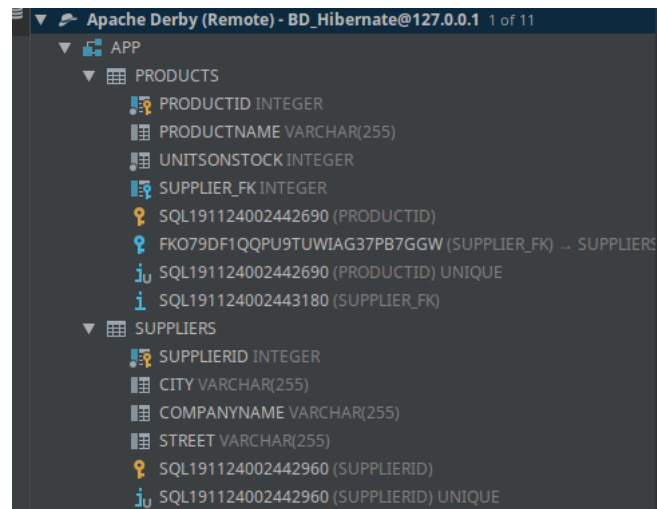 Apache Derby (Remote) - BD_Hibernate@127.0.0.1 1 of 11
APP
PRODUCTS
PRODUCTID INTEGER
PRODUCTNAME VARCHAR(255)
UNITSONSTOCK INTEGER
SUPPLIER_FK INTEGER
SQL191124002442690 (PRODUCTID)
FKO79DF1QQPU9TUWIAG37PB7GGW (SUPPLIER_FK) → SUPPLIERS
SQL191124002442690 (PRODUCTID) UNIQUE
SQL191124002443180 (SUPPLIER_FK)
SUPPLIERS
SUPPLIERID INTEGER
CITY VARCHAR(255)
COMPANYNAME VARCHAR(255)
STREET VARCHAR(255)
SQL191124002442960 (SUPPLIERID)
SQL191124002442960 (SUPPLIERID) UNIQUE